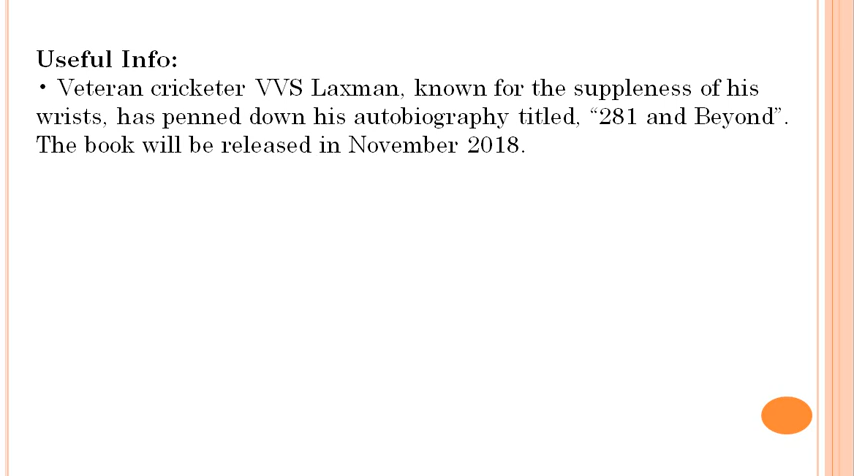 Useful Info:
• Veteran cricketer VVS Laxman, known for the suppleness of his
wrists, has penned down his autobiography titled, “281 and Beyond”.
The book will be released in November 2018.